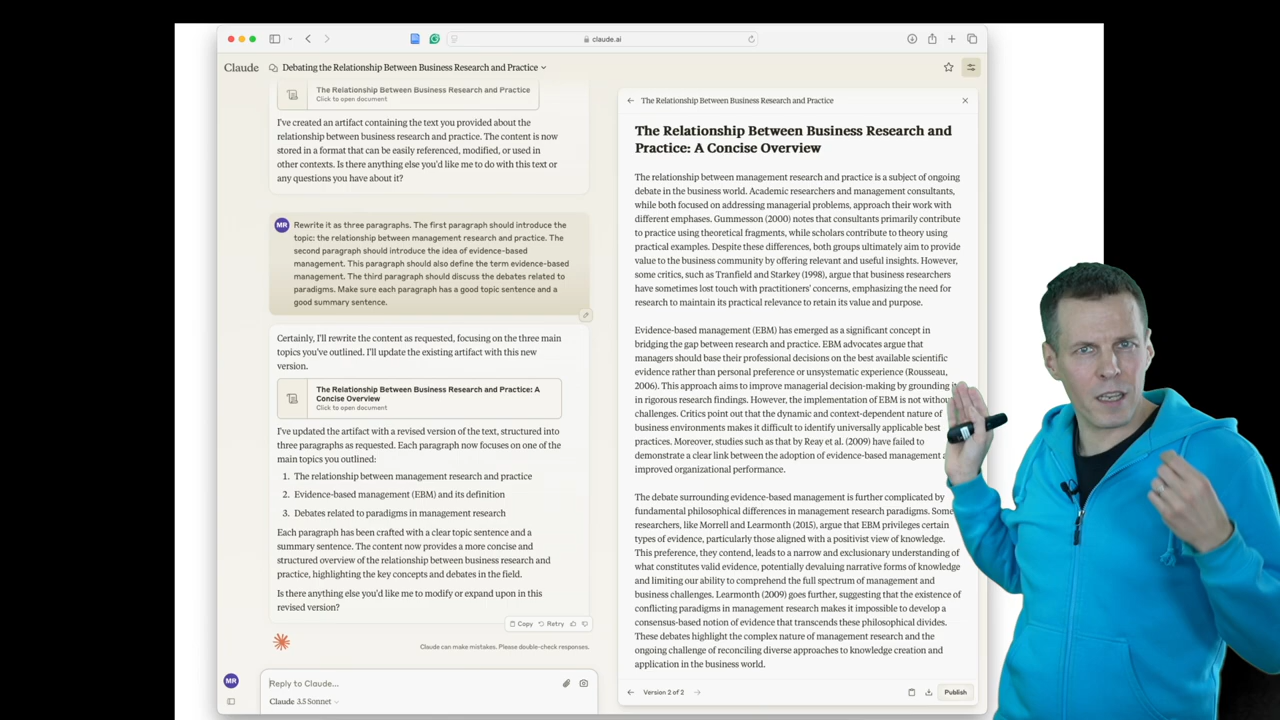 claude.ai
Claude
Debating the Relationship Between Business Research and Practice
The Relationship Between Business Research and Practice
Click to open document
I've created an artifact containing the text you provided about the
relationship between business research and practice. The content is now
stored in a format that can be easily referenced, modified, or used in
other contexts. Is there anything else you'd like me to do with this text or
any questions you have about it?
MR
Rewrite it as three paragraphs. The first paragraph should introduce the
topic: the relationship between management research and practice. The
second paragraph should introduce the idea of evidence-based
management. This paragraph should also define the term evidence-based
management. The third paragraph should discuss the debates related to
paradigms. Make sure each paragraph has a good topic sentence and a
good summary sentence.
Certainly, I'll rewrite the content as requested, focusing on the three main
topics you've outlined. I'll update the existing artifact with this new
version.
The Relationship Between Business Research and Practice: A
Concise Overview
Click to open document
I've updated the artifact with a revised version of the text, structured into
three paragraphs as requested. Each paragraph now focuses on one of the
main topics you outlined:
1. The relationship between management research and practice
2. Evidence-based management (EBM) and its definition
3. Debates related to paradigms in management research
Each paragraph has been crafted with a clear topic sentence and a
summary sentence. The content now provides a more concise and
structured overview of the relationship between business research and
practice, highlighting the key concepts and debates in the field.
Is there anything else you'd like me to modify or expand upon in this
revised version?
Copy Retry
Claude can make mistakes. Please double-check responses.
MR
Reply to Claude...
Claude 3.5 Sonnet
The Relationship Between Business Research and Practice
The Relationship Between Business Research and
Practice: A Concise Overview
The relationship between management research and practice is a subject of ongoing
debate in the business world. Academic researchers and management consultants,
while both focused on addressing managerial problems, approach their work with
different emphases. Gummesson (2000) notes that consultants primarily contribute
to practice using theoretical fragments, while scholars contribute to theory using
practical examples. Despite these differences, both groups ultimately aim to provide
value to the business community by offering relevant and useful insights. However,
some critics, such as Tranfield and Starkey (1998), argue that business researchers
have sometimes lost touch with practitioners' concerns, emphasizing the need for
research to maintain its practical relevance to retain its value and purpose.
Evidence-based management (EBM) has emerged as a significant concept in
bridging the gap between research and practice. EBM advocates argue that
managers should base their professional decisions on the best available scientific
evidence rather than personal preference or unsystematic experience (Rousseau,
2006). This approach aims to improve managerial decision-making by grounding
in rigorous research findings. However, the implementation of EBM is not without
challenges. Critics point out that the dynamic and context-dependent nature of
business environments makes it difficult to identify universally applicable best
practices. Moreover, studies such as that by Reay et al. (2009) have failed to
demonstrate a clear link between the adoption of evidence-based management
improved organizational performance.
The debate surrounding evidence-based management is further complicated by
fundamental philosophical differences in management research paradigms. Some
researchers, like Morrell and Learmonth (2015), argue that EBM privileges certain
types of evidence, particularly those aligned with a positivist view of knowledge.
This preference, they contend, leads to a narrow and exclusionary understanding of
what constitutes valid evidence, potentially devaluing narrative forms of knowledge
and limiting our ability to comprehend the full spectrum of management and
business challenges. Learmonth (2009) goes further, suggesting that the existence of
conflicting paradigms in management research makes it impossible to develop a
consensus-based notion of evidence that transcends these philosophical divides.
These debates highlight the complex nature of management research and the
ongoing challenge of reconciling diverse approaches to knowledge creation and
application in the business world.
Version 2 of 2
Publish